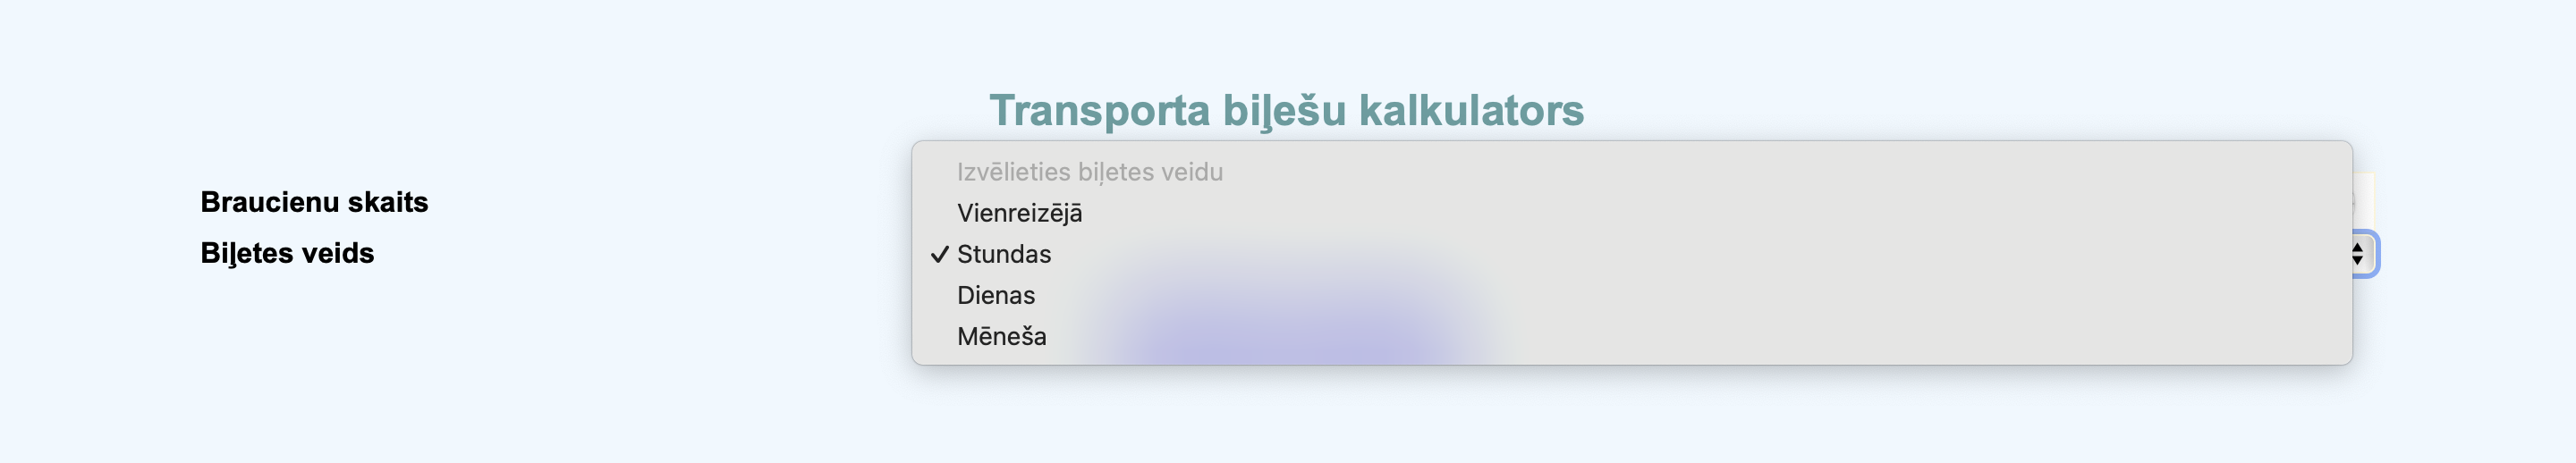 Transporta biļešu kalkulators
Izvēlieties biļetes veidu
Braucienu skaits
Vienreizējā
Biļetes veids
✓ Stundas
Dienas
Mēneša